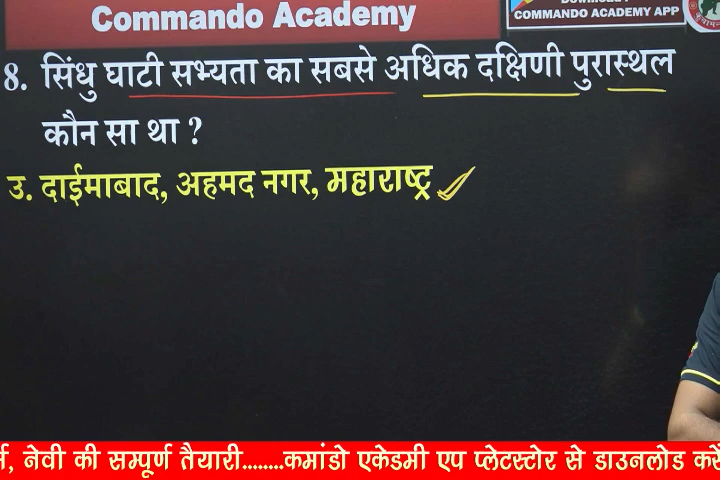 Commando Academy
COMMANDO ACADEMY APP
8. सिंधु घाटी सभ्यता का सबसे अधिक दक्षिणी पुरास्थल
कौन सा था ?
उ. दाईमाबाद, अहमद नगर, महाराष्ट्र
नेवी की सम्पूर्ण तैयारी........कमांडो एकेडमी एप प्लेटस्टोर से डाउनलोड करें